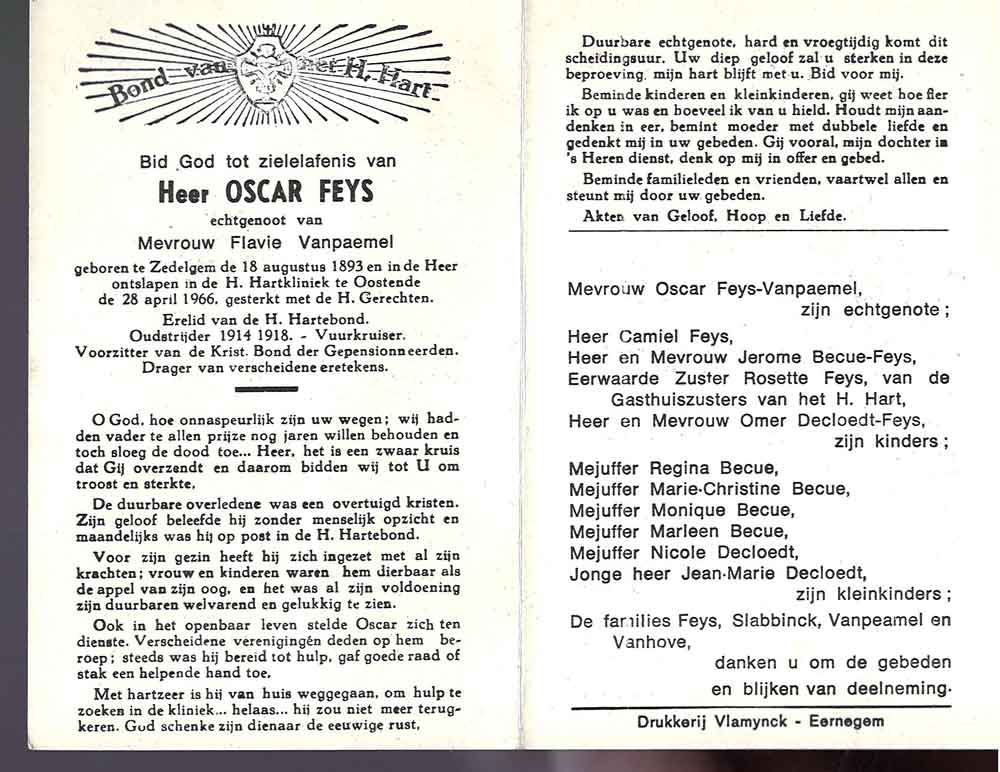 Bond van het H. Hart
Bid God tot zielelafenis van
Heer OSCAR FEYS
echtgenoot van
Mevrouw Flavie Vanpaemel
geboren te Zedelgem de 18 augustus 1893 en in de Heer
ontslapen in de H. Hartkliniek te Oostende
de 28 april 1966, gesterkt met de H. Gerechten.
Erelid van de H. Hartebond.
Oudstrijder 1914 1918. - Vuurkruiser.
Voorzitter van de Krist. Bond der Gepensionneerden.
Drager van verscheidene eretekens.
O God, hoe onnaspeurlijk zijn uw wegen; wij had-
den vader te allen prijze nog jaren willen behouden en
toch sloeg de dood toe... Heer, het is een zwaar kruis
dat Gij overzendt en daarom bidden wij tot U om
troost en sterkte.
De duurbare overledene was een overtuigd kristen.
Zijn geloof beleefde hij zonder menselijk opzicht en
maandelijks was hij op post in de H. Hartebond.
Voor zijn gezin heeft hij zich ingezet met al zijn
krachten; vrouw en kinderen waren hem dierbaar als
de appel van zijn oog, en het was al zijn voldoening
zijn duurbaren welvarend en gelukkig te zien.
Ook in het openbaar leven stelde Oscar zich ten
dienste. Verscheidene verenigingén deden op hem be-
roep; steeds was hij bereid tot hulp, gaf goede raad of
stak een helpende hand toe.
Met hartzeer is hij van huis weggegaan, om hulp te
zoeken in de kliniek... helaas... hij zou niet meer terug-
keren. God schenke zijn dienaar de eeuwige rust.
Duurbare echtgenote, hard en vroegtijdig komt dit
scheidingsuur. Uw diep geloof zal u sterken in deze
beproeving, mijn hart blijft met u. Bid voor mij.
Beminde kinderen en kleinkinderen, gij weet hoe fier
ik op u was en hoeveel ik van u hield. Houdt mijn aan-
denken in eer, bemint moeder met dubbele liefde en
gedenkt mij in uw gebeden. Gij vooral, mijn dochter in
's Heren dienst, denk op mij in offer en gebed.
Beminde familieleden en vrienden, vaartwel allen en
steunt mij door uw gebeden.
Akten van Geloof, Hoop en Liefde.
Mevrouw Oscar Feys-Vanpaemel,
zijn echtgenote;
Heer Camiel Feys,
Heer en Mevrouw Jerome Becue-Feys,
Eerwaarde Zuster Rosette Feys, van de
Gasthuiszusters van het H. Hart,
Heer en Mevrouw Omer Decloedt-Feys,
zijn kinders;
Mejuffer Regina Becue,
Mejuffer Marie-Christine Becue,
Mejuffer Monique Becue,
Mejuffer Marleen Becue,
Mejuffer Nicole Decloedt,
Jonge heer Jean-Marie Decloedt,
zijn kleinkinders;
De families Feys, Slabbinck, Vanpeamel en
Vanhove,
danken u om de gebeden
en blijken van deelneming.
Drukkerij Vlamynck - Eernegem